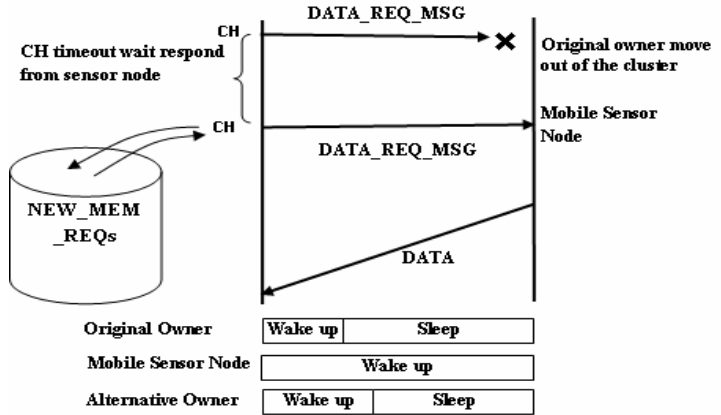 DATA_REQ_MSG
CH
CH timeout wait respond
from sensor node
Original owner move
out of the cluster
CH
Mobile Sensor
Node
DATA_REQ_MSG
NEW_MEM
_REQs
DATA
Original Owner Wake up Sleep
Mobile Sensor Node Wake up
Alternative Owner Wake up Sleep